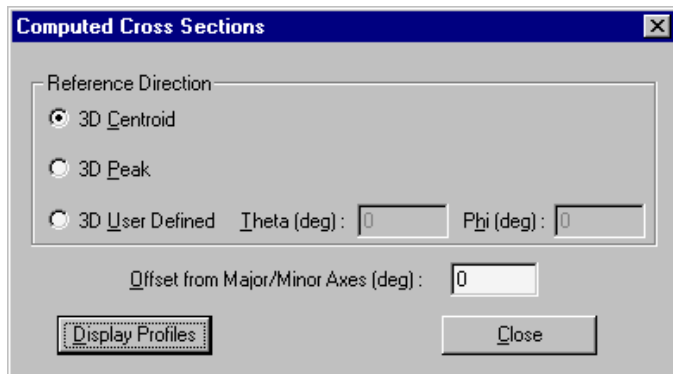 Computed Cross Sections
Reference Direction
3D Centroid
3D Peak
3D User Defined Theta (deg) : 0 Phi (deg) : 0
Offset from Major/Minor Axes (deg) : 0
Display Profiles Close